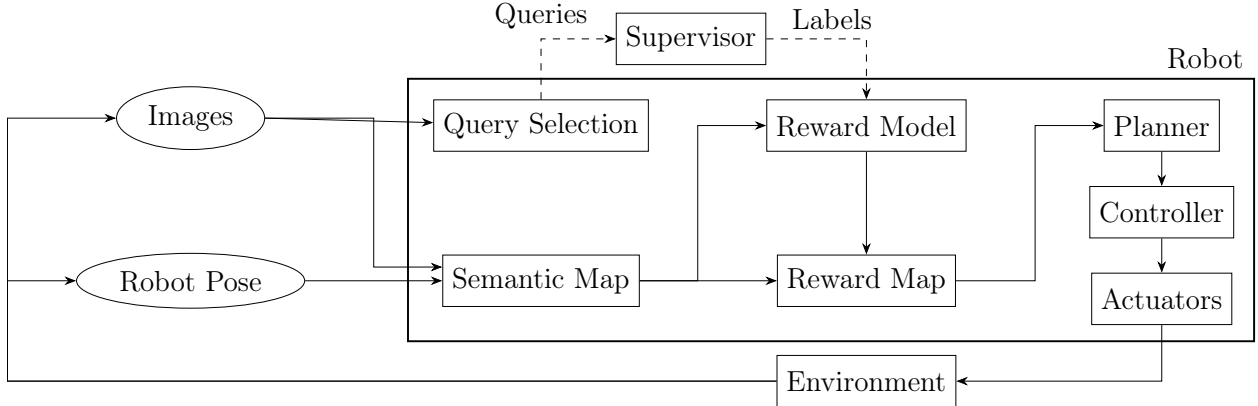 Queries
Labels
Supervisor
Robot
Images
Query Selection
Reward Model
Planner
Controller
Robot Pose
Semantic Map
Reward Map
Actuators
Environment